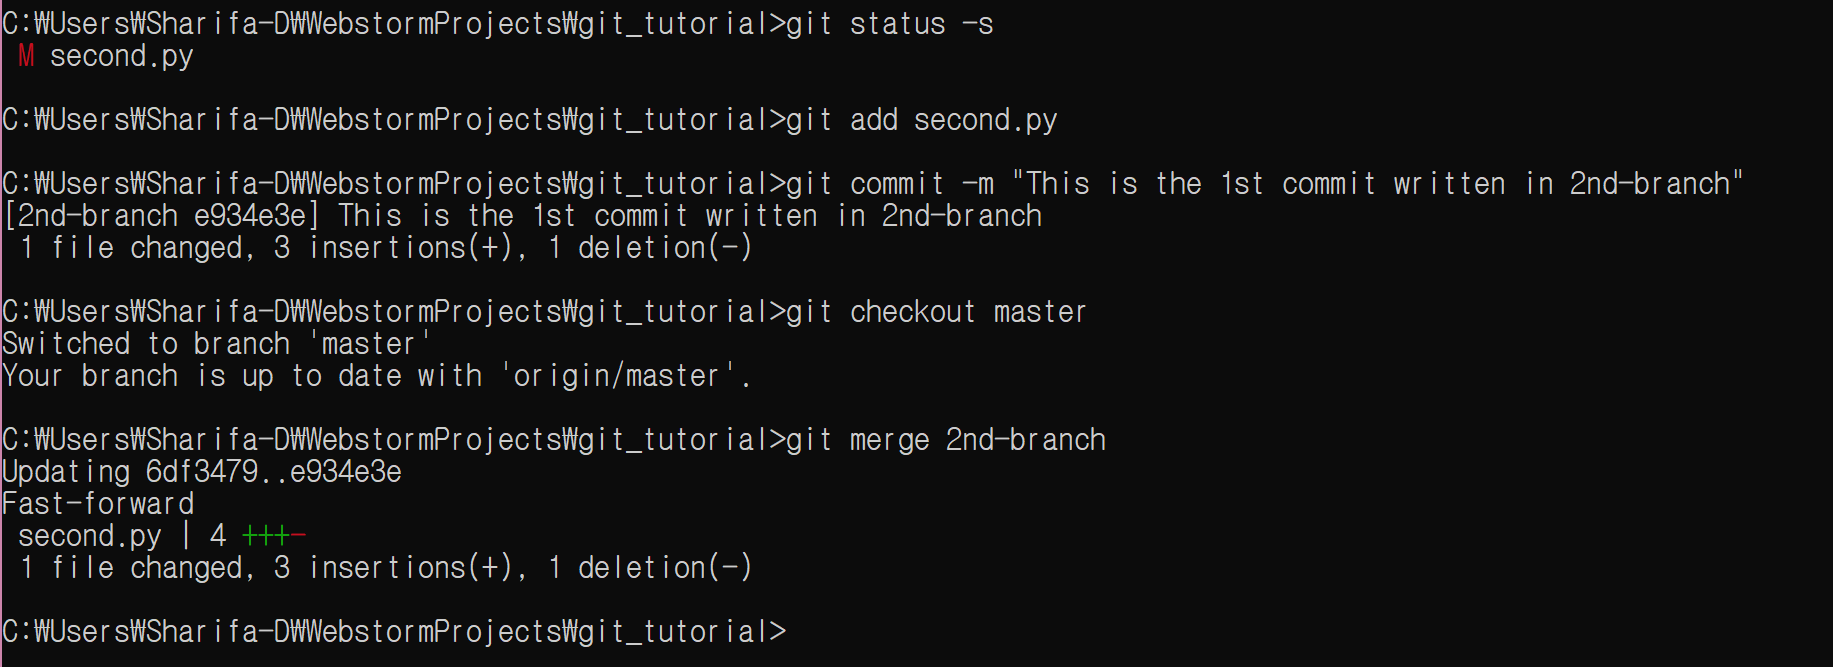 C:₩Users₩Sharifa-D₩WebstormProjects₩git_tutorial>git status -s
 M second.py
C:₩Users₩Sharifa-D₩WebstormProjects₩git_tutorial>git add second.py
C:₩Users₩Sharifa-D₩WebstormProjects₩git_tutorial>git commit -m "This is the 1st commit written in 2nd-branch"
[2nd-branch e934e3e] This is the 1st commit written in 2nd-branch
 1 file changed, 3 insertions(+), 1 deletion(-)
C:₩Users₩Sharifa-D₩WebstormProjects₩git_tutorial>git checkout master
Switched to branch 'master'
Your branch is up to date with 'origin/master'.
C:₩Users₩Sharifa-D₩WebstormProjects₩git_tutorial>git merge 2nd-branch
Updating 6df3479..e934e3e
Fast-forward
 second.py | 4 +++-
 1 file changed, 3 insertions(+), 1 deletion(-)
C:₩Users₩Sharifa-D₩WebstormProjects₩git_tutorial>